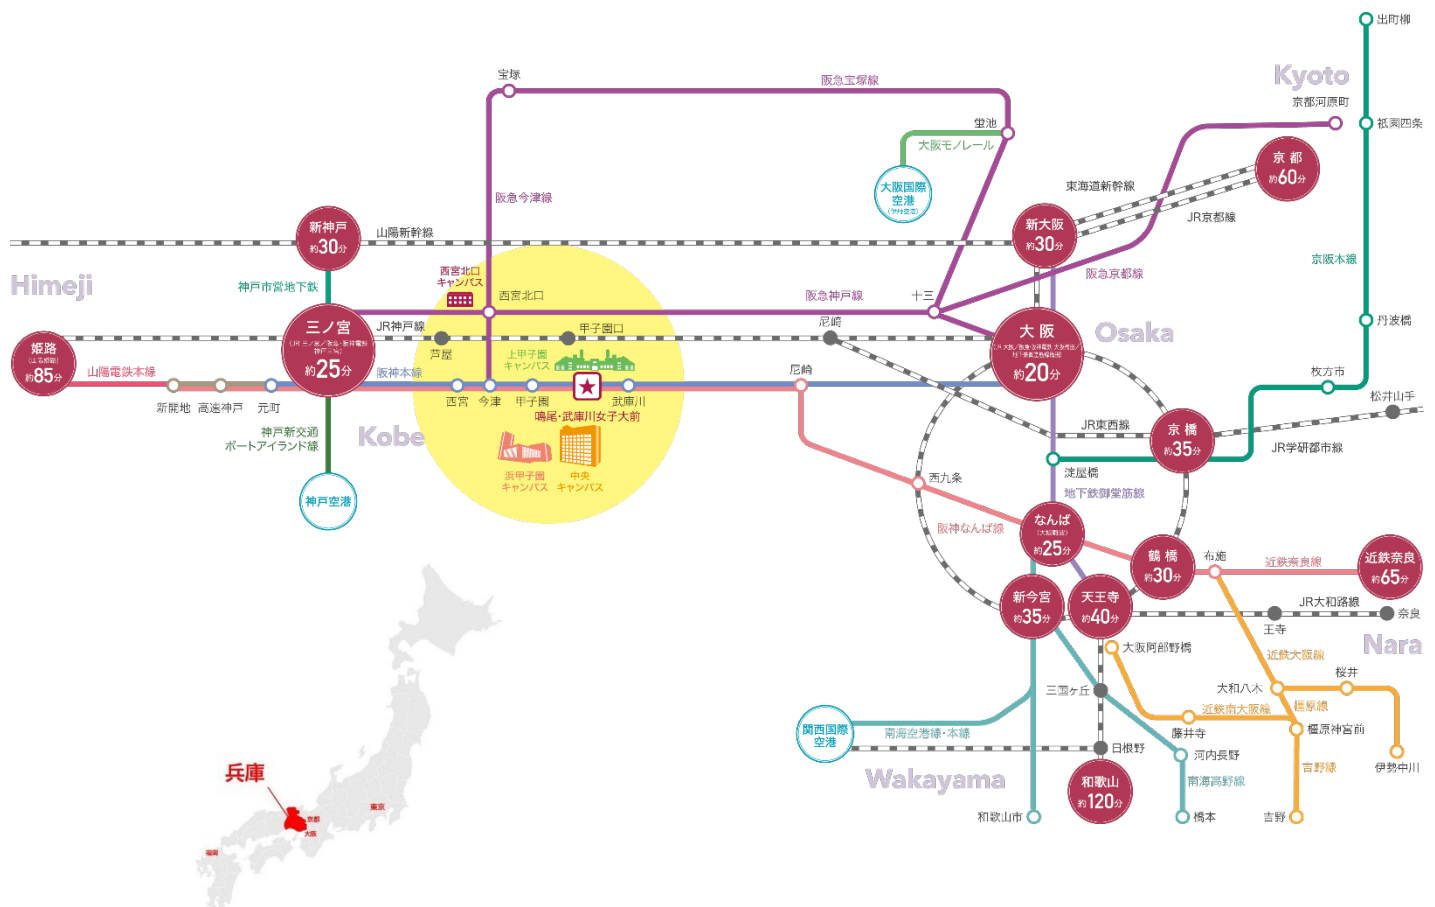 出町柳
Kyoto
宝塚
阪急宝塚線
京都河原町
蛍池
祇園四条
大阪モノレール
京都
約60分
大阪国際
空港
(伊丹空港)
東海道新幹線
阪急今津線
JR京都線
新神戸
約30分
山陽新幹線
新大阪
約30分
京阪本線
西宮北口
キャンパス
阪急京都線
Himeji
神戸市営地下鉄
西宮北口
阪急神戸線
十三
三ノ宮
約25分
JR神戸線
甲子園口
尼崎
大阪
約20分
Osaka
丹波橋
芦屋
姫路
(山陽姫路)
約85分
上甲子園
キャンパス
山陽電鉄本線
阪神本線
尼崎
枚方市
松井山手
新開地
高速神戸
元町
西宮
今津
甲子園
武庫川
鳴尾・武庫川女子大前
Kobe
神戸新交通
ポートアイランド線
JR東西線
京橋
約35分
JR学研都市線
淀屋橋
浜甲子園
キャンパス
中央
キャンパス
西九条
地下鉄御堂筋線
神戸空港
阪神なんば線
なんば
(大阪難波)
約25分
鶴橋
約30分
布施
近鉄奈良線
近鉄奈良
約65分
新今宮
約35分
天王寺
約40分
JR大和路線
王寺
奈良
Nara
大阪阿部野橋
近鉄大阪線
三国ヶ丘
大和八木
桜井
近鉄南大阪線
橿原線
藤井寺
橿原神宮前
関西国際
空港
南海空港線・本線
日根野
河内長野
吉野線
伊勢中川
Wakayama
和歌山
約120分
南海高野線
和歌山市
橋本
吉野
兵庫
京都
大阪
東京
福岡